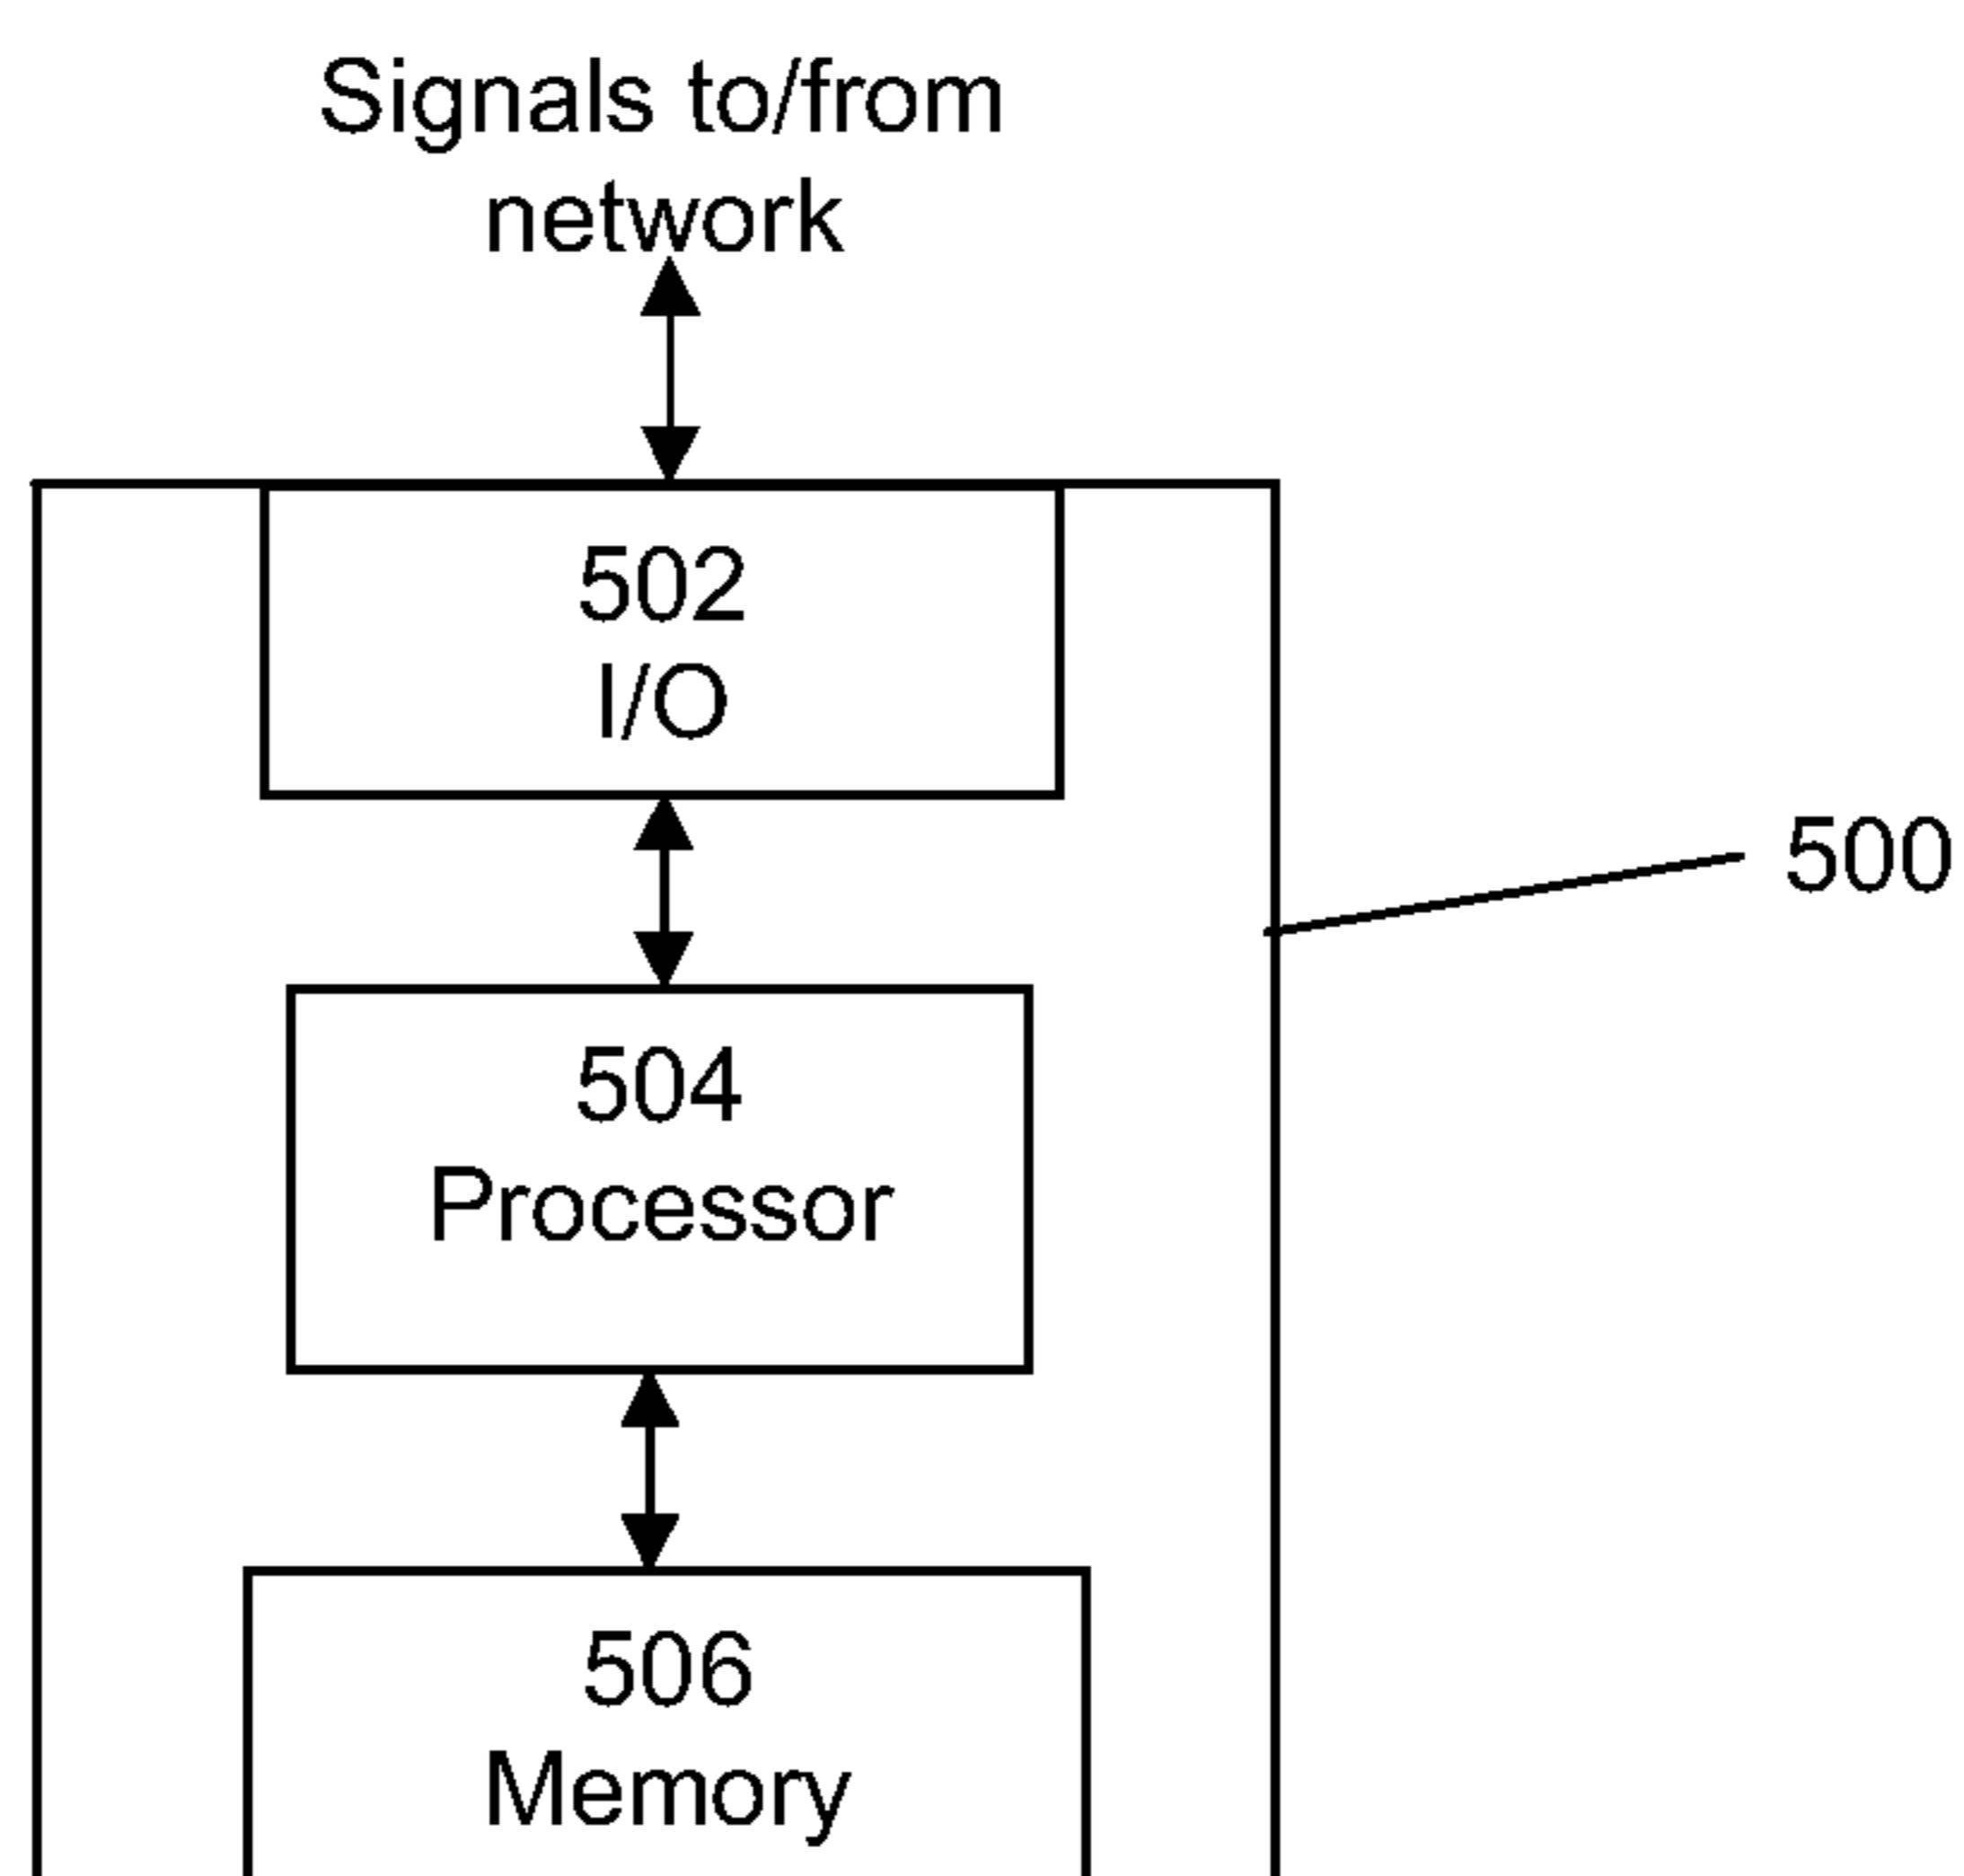 Signals to/from
network
502
I/O
500
504
Processor
506
Memory